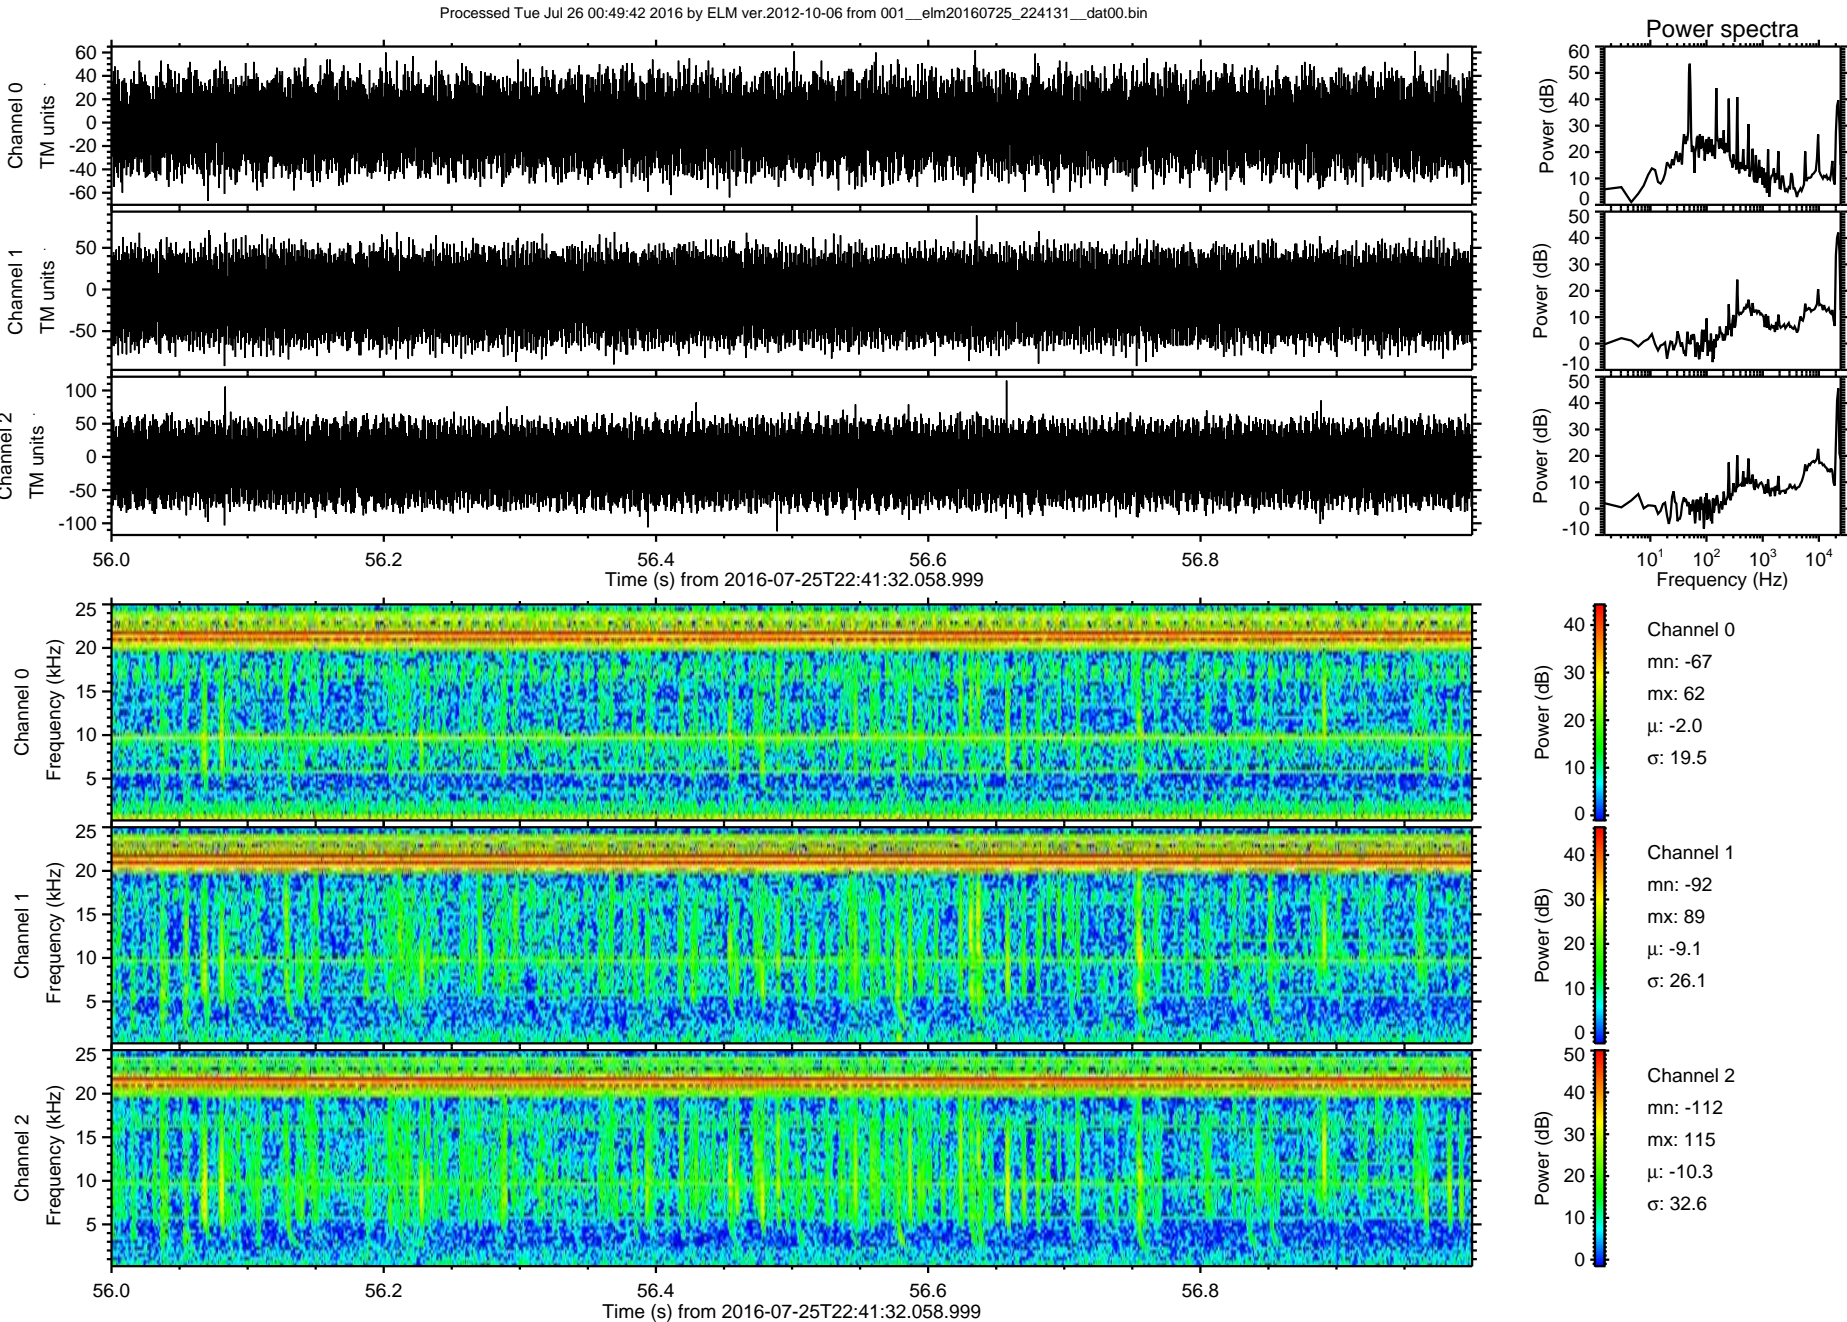 Processed Tue Jul 26 00:49:42 2016 by ELM ver.2012-10-06 from 001__elm20160725_224131__dat00.bin
Power spectra
Channel 0
TM units
60
40
20
0
-20
-40
-60
Power (dB)
60
50
40
30
20
10
0
Channel 1
TM units
50
0
-50
Power (dB)
50
40
30
20
10
0
-10
Channel 2
TM units
100
50
0
-50
-100
Power (dB)
50
40
30
20
10
0
-10
56.0 56.2 56.4 56.6 56.8
Time (s) from 2016-07-25T22:41:32.058.999
10^1 10^2 10^3 10^4
Frequency (Hz)
Channel 0
Frequency (kHz)
25
20
15
10
5
Power (dB)
40
30
20
10
0
Channel 0
mn: -67
mx: 62
μ: -2.0
σ: 19.5
Channel 1
Frequency (kHz)
25
20
15
10
5
Power (dB)
40
30
20
10
0
Channel 1
mn: -92
mx: 89
μ: -9.1
σ: 26.1
Channel 2
Frequency (kHz)
25
20
15
10
5
Power (dB)
50
40
30
20
10
0
Channel 2
mn: -112
mx: 115
μ: -10.3
σ: 32.6
56.0 56.2 56.4 56.6 56.8
Time (s) from 2016-07-25T22:41:32.058.999